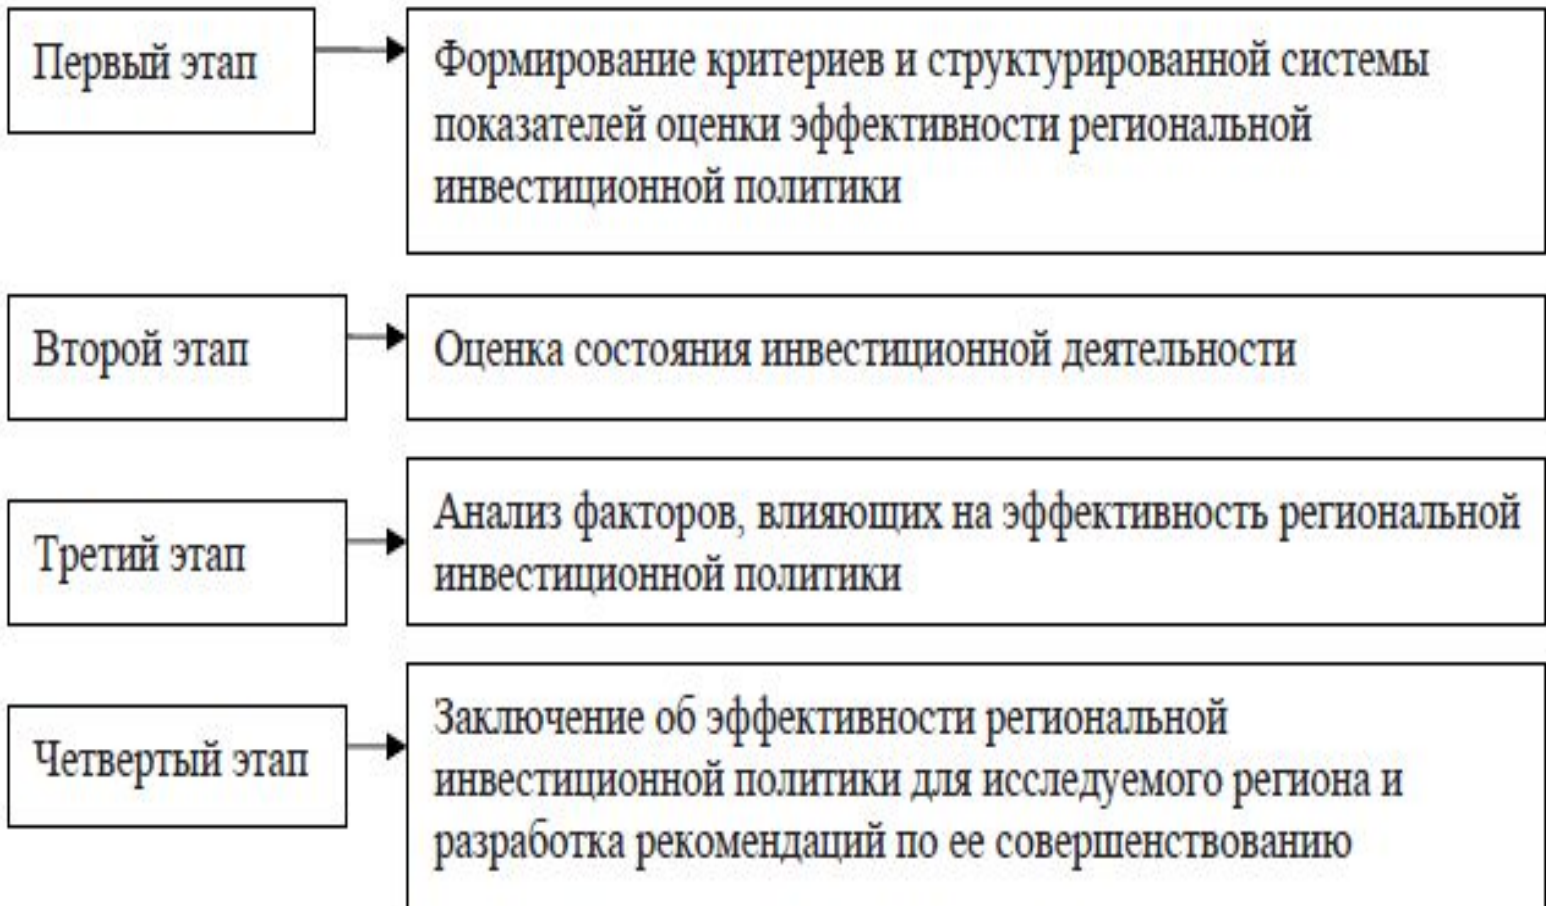 Первый этап
Формирование критериев и структурированной системы
показателей оценки эффективности региональной
инвестиционной политики
Второй этап
Оценка состояния инвестиционной деятельности
Третий этап
Анализ факторов, влияющих на эффективность региональной
инвестиционной политики
Четвертый этап
Заключение об эффективности региональной
инвестиционной политики для исследуемого региона и
разработка рекомендаций по ее совершенствованию